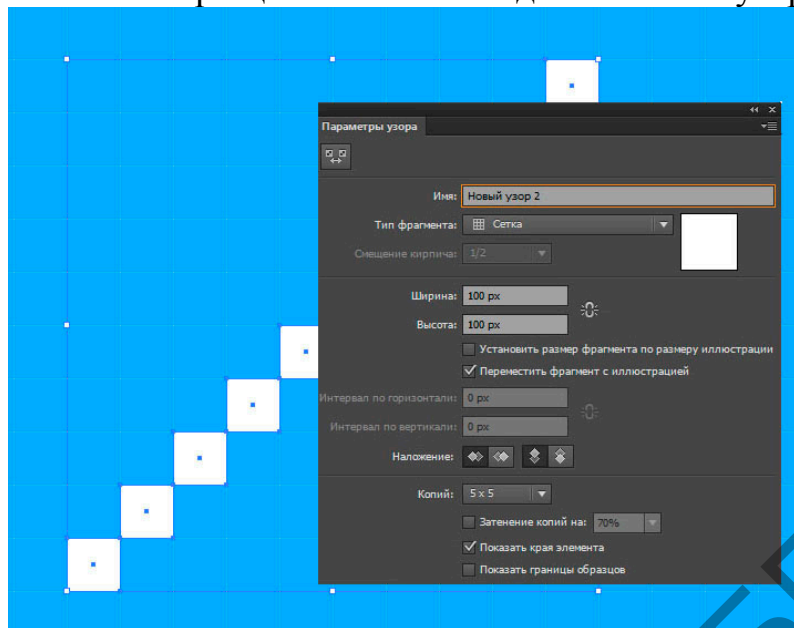 Параметры узора
Имя: Новый узор 2
Тип фрагмента: Сетка
Смещение кирпича: 1/2
Ширина: 100 px
Высота: 100 px
Установить размер фрагмента по размеру иллюстрации
Переместить фрагмент с иллюстрацией
Интервал по горизонтали: 0 px
Интервал по вертикали: 0 px
Наложение:
Копий: 5 x 5
Затенение копий на: 70%
Показать края элемента
Показать границы образцов